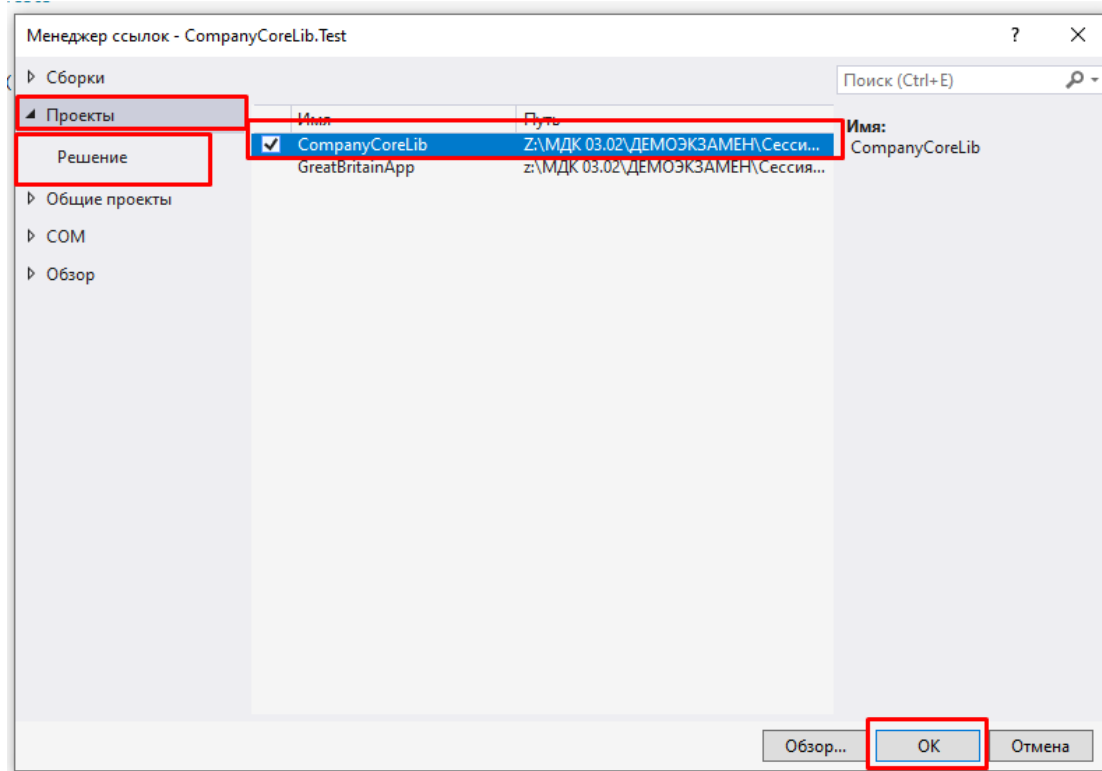 Менеджер ссылок - CompanyCoreLib.Test ?
Сборки
Поиск (Ctrl+E)
Проекты
Имя Путь
Имя:
CompanyCoreLib Z:\МДК 03.02\ДЕМОЭКЗАМЕН\Сесси...
CompanyCoreLib
Решение
GreatBritainApp z:\МДК 03.02\ДЕМОЭКЗАМЕН\Сессия...
Общие проекты
COM
Обзор
Обзор... ОК Отмена